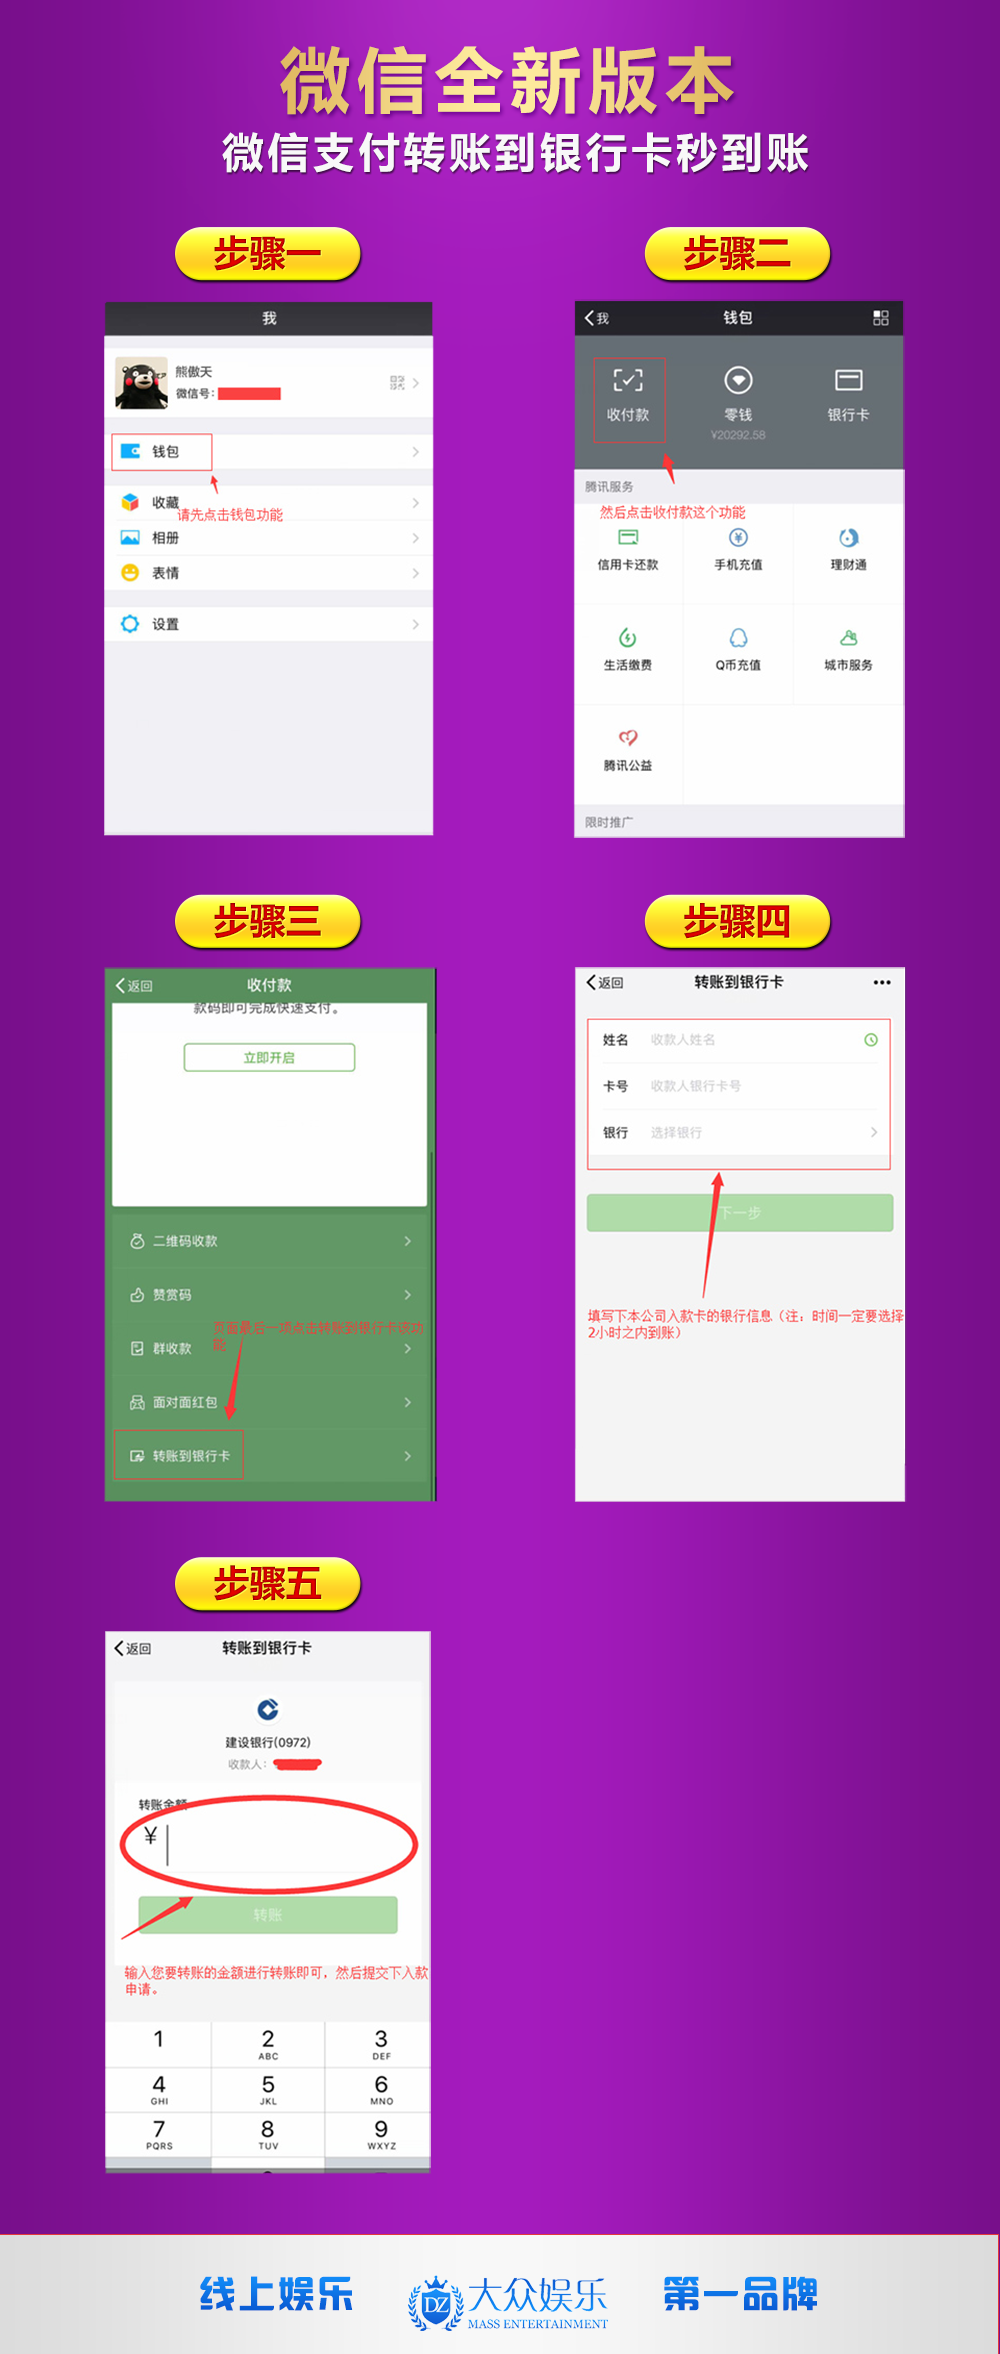 微信全新版本
微信支付转账到银行卡秒到账
步骤一
我
熊傲天
微信号：
钱包
收藏
请先点击钱包功能
相册
表情
设置
步骤二
我
钱包
收付款
零钱
银行卡
¥20292.58
腾讯服务
然后点击收付款这个功能
信用卡还款
手机充值
理财通
生活缴费
Q币充值
城市服务
腾讯公益
限时推广
步骤三
返回
收付款
款码即可完成快速支付。
立即开启
二维码收款
赞赏码
页面最后一项点击转账到银行卡该功
能
群收款
面对面红包
转账到银行卡
步骤四
返回
转账到银行卡
姓名
收款人姓名
卡号
收款人银行卡号
银行
选择银行
下一步
填写下本公司入款卡的银行信息（注：时间一定要选择
2小时之内到账）
步骤五
返回
转账到银行卡
建设银行(0972)
收款人：
转账金额
¥
转账
输入您要转账的金额进行转账即可，然后提交下入款
申请。
1
2
ABC
3
DEF
4
GHI
5
JKL
6
MNO
7
PQRS
8
TUV
9
WXYZ
线上娱乐
DZ
大众娱乐
MASS ENTERTAINMENT
第一品牌